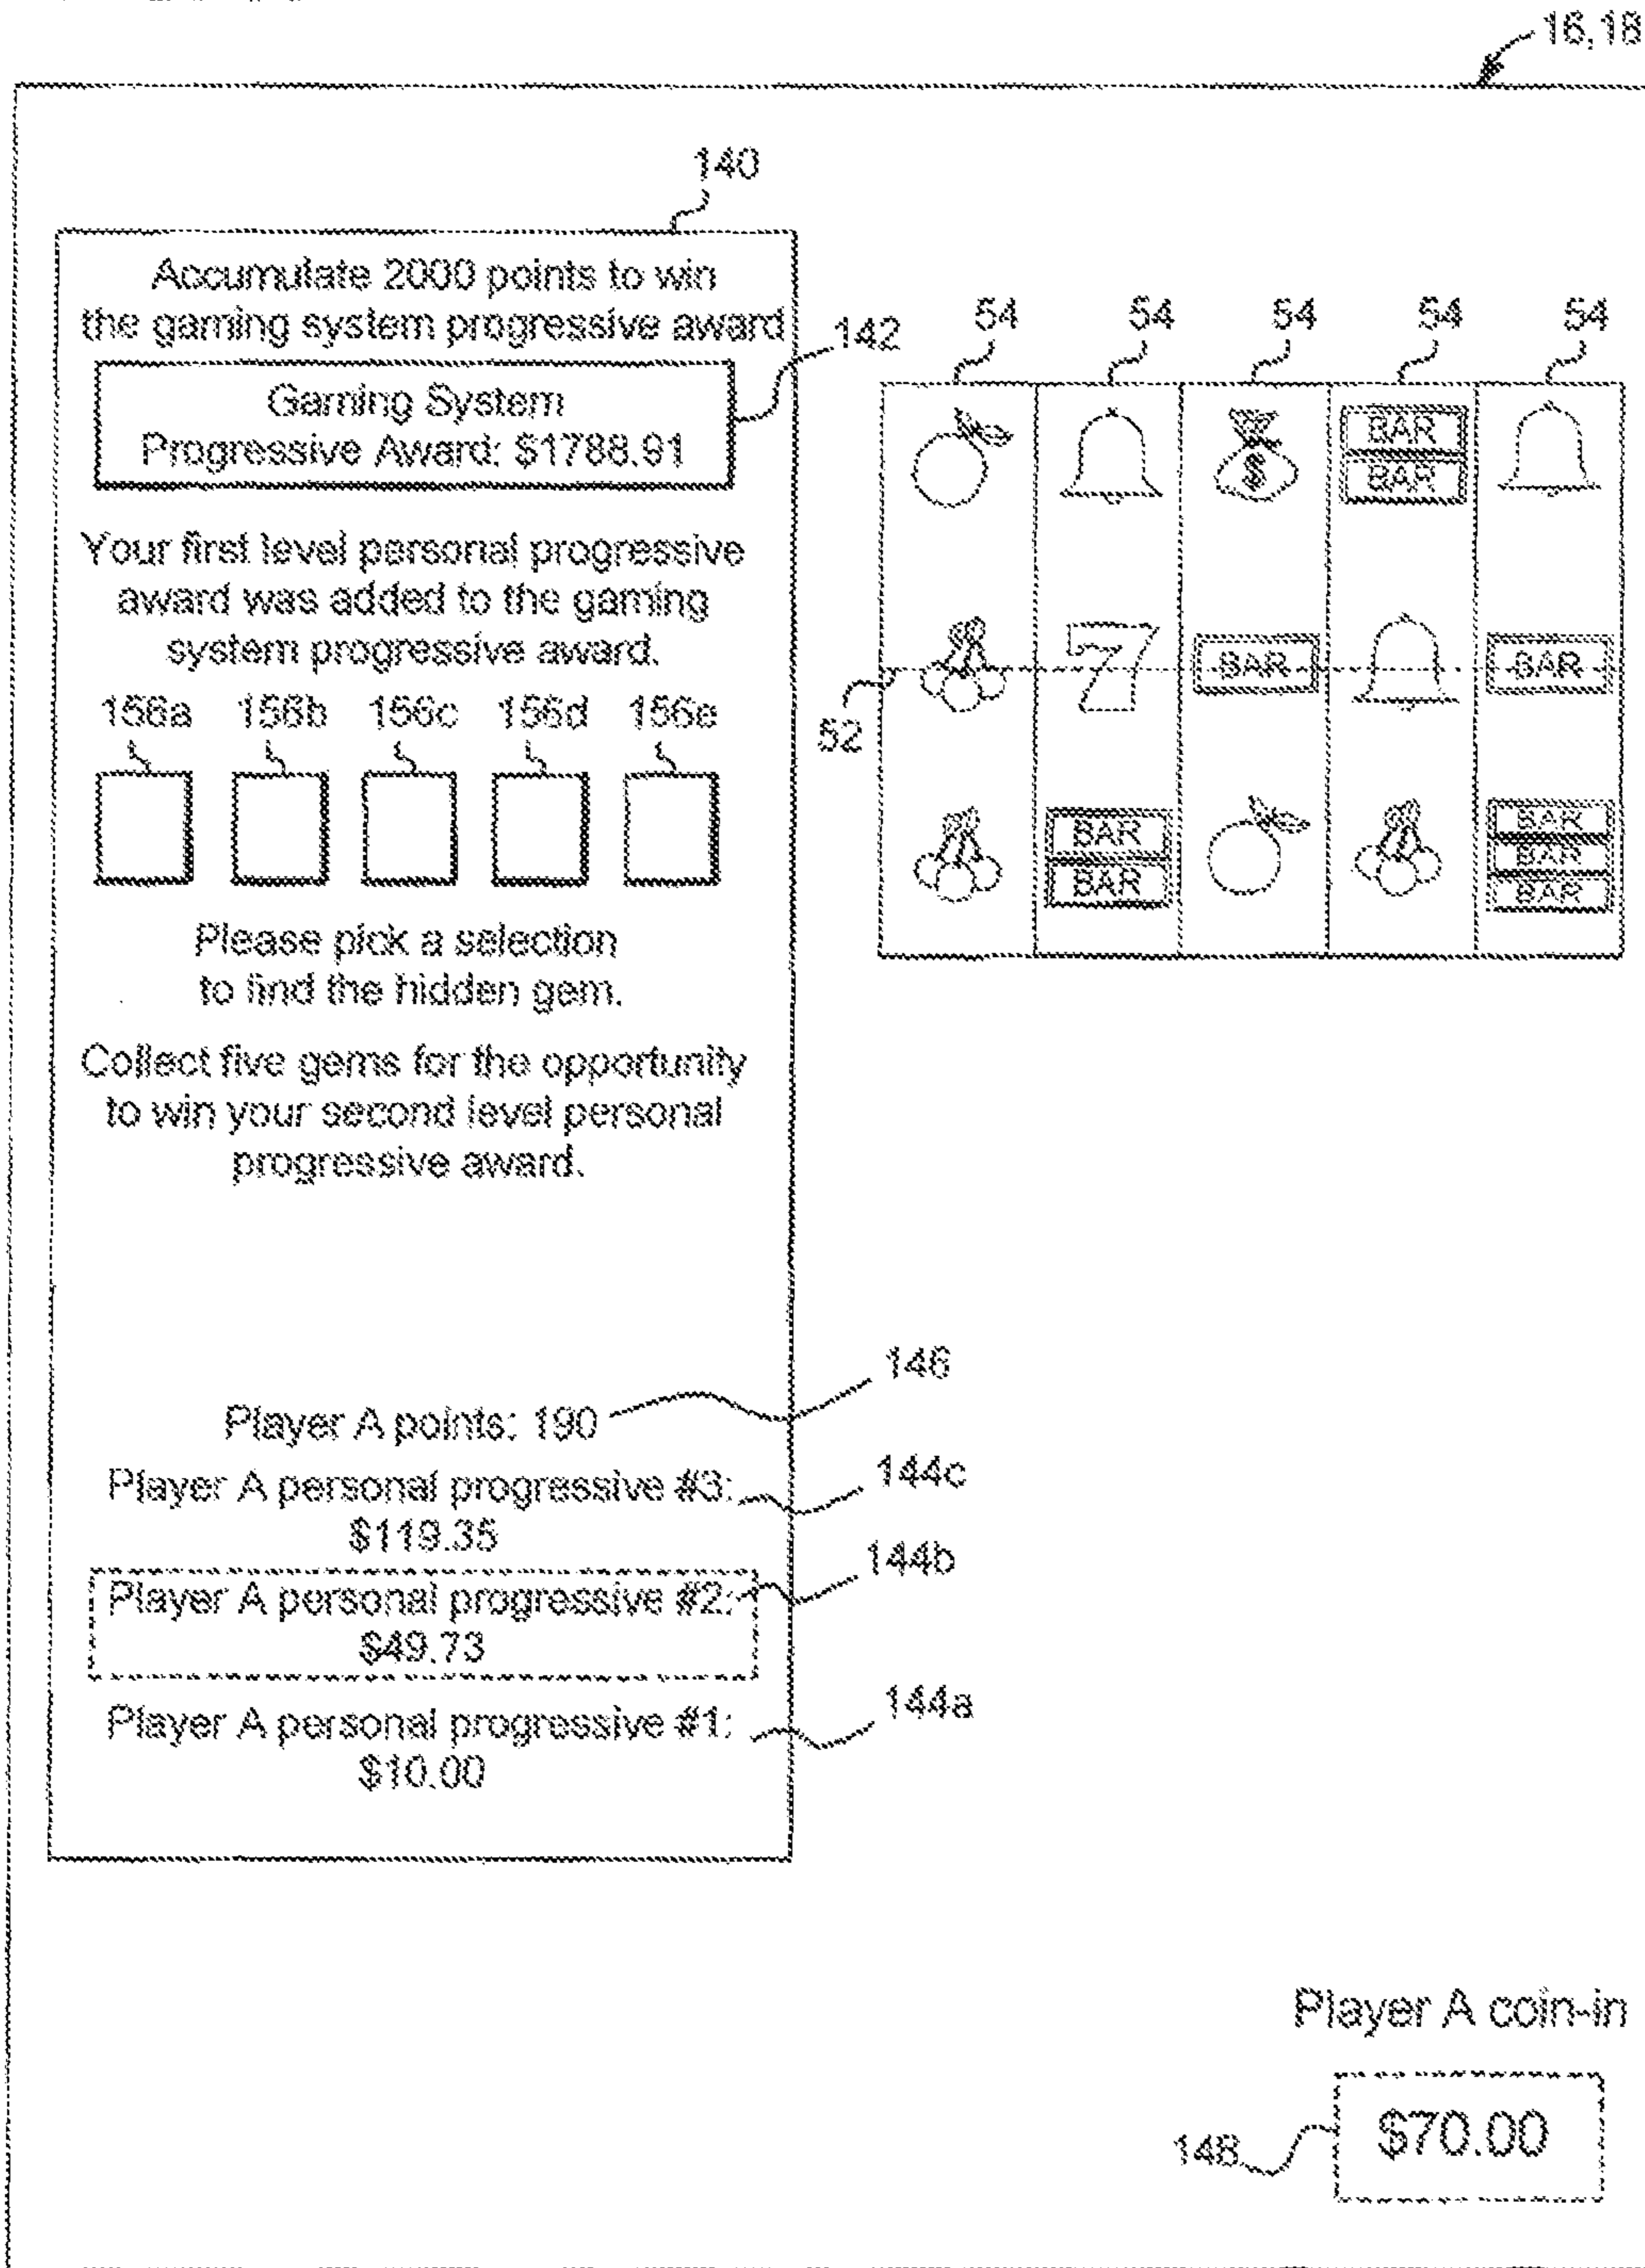 16,18
140
Accumulate 2000 points to win
the gaming system progressive award
142
Gaming System
Progressive Award: $1788.91
Your first level personal progressive
award was added to the gaming
system progressive award.
156a 156b 156c 156d 156e
Please pick a selection
to find the hidden gem.
Collect five gems for the opportunity
to win your second level personal
progressive award.
54 54 54 54 54
$ BAR
BAR
7 BAR BAR
52
BAR BAR
BAR BAR
BAR
146
Player A points: 190
144c
Player A personal progressive #3:
$119.35
144b
Player A personal progressive #2:
$49.73
144a
Player A personal progressive #1:
$10.00
Player A coin-in
148
$70.00